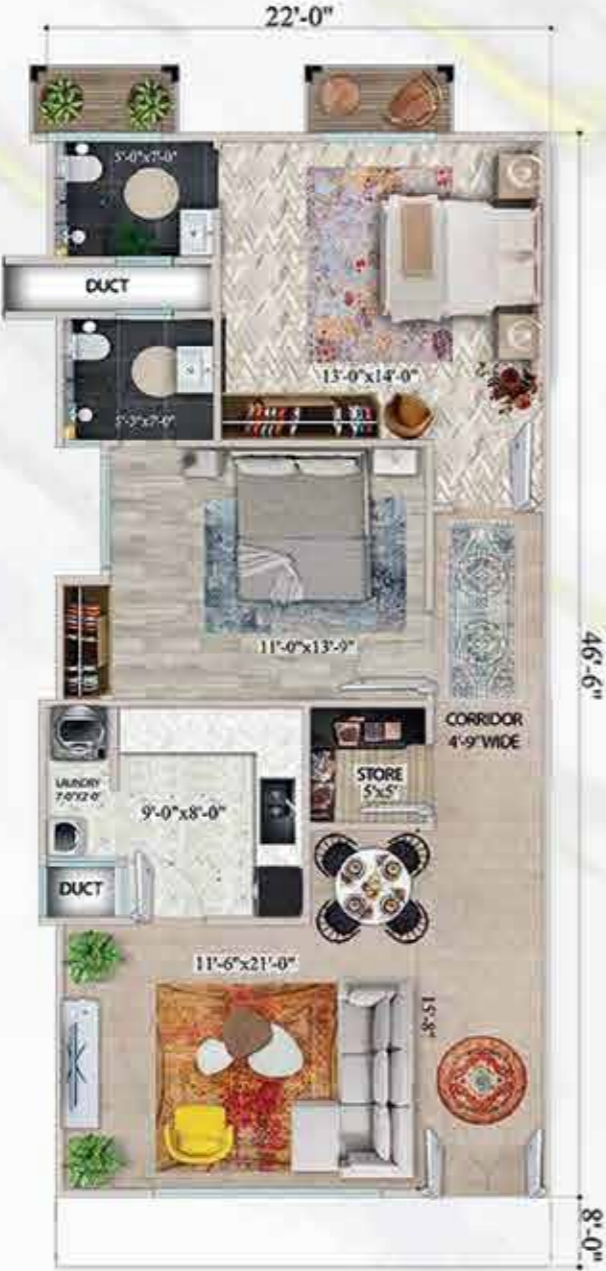 22'-0"
5'-0"x7'-0"
DUCT
13'-0"x14'-0"
5'-3"x7'-0"
11'-0"x13'-9"
46'-6"
CORRIDOR
4'-9"WIDE
LAUNDRY
7'-0"X2'-0"
9'-0"x8'-0"
STORE
5'x5'
DUCT
11'-6"x21'-0"
15'-8"
8'-0"